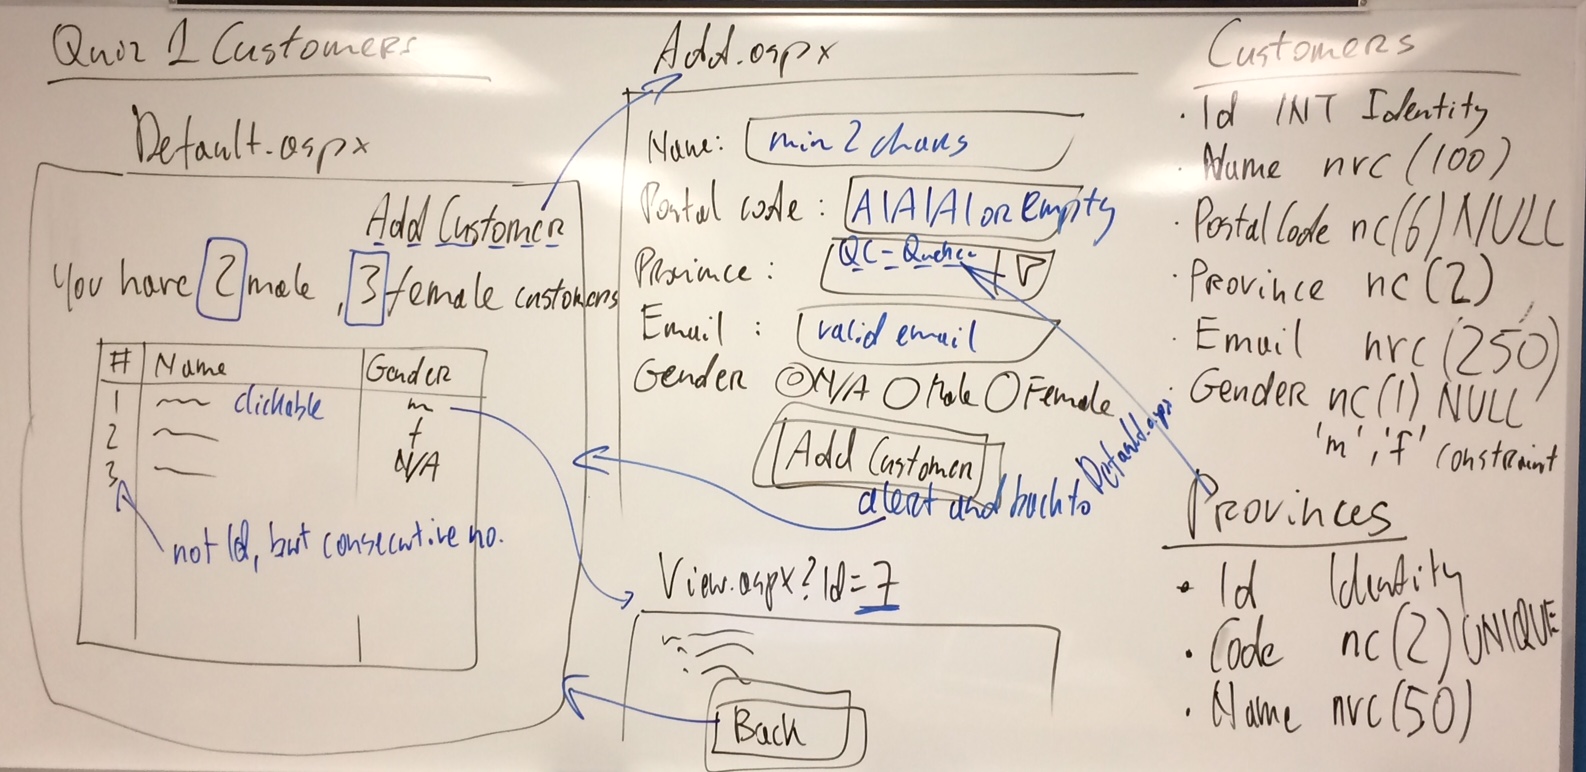 Quiz 1 Customers
Default.aspx
Add Customer
You have 2 male, 3 female customers
# Name Gender
1 clickable m
2 f
3 N/A
not Id, but consecutive no.
Add.aspx
Name: min 2 chars
Postal code: A1A1A1 or empty
Province: QC - Quebec
Email: valid email
Gender N/A Male Female
Add Customer
alert and back to Default.aspx
View.aspx?Id=7
Back
Customers
· Id INT Identity
· Name nvc(100)
· PostalCode nc(6) NULL
· Province nc(2)
· Email nvc(250)
· Gender nc(1) NULL
'm', 'f' constraint
Provinces
· Id Identity
· Code nc(2) UNIQUE
· Name nvc(50)